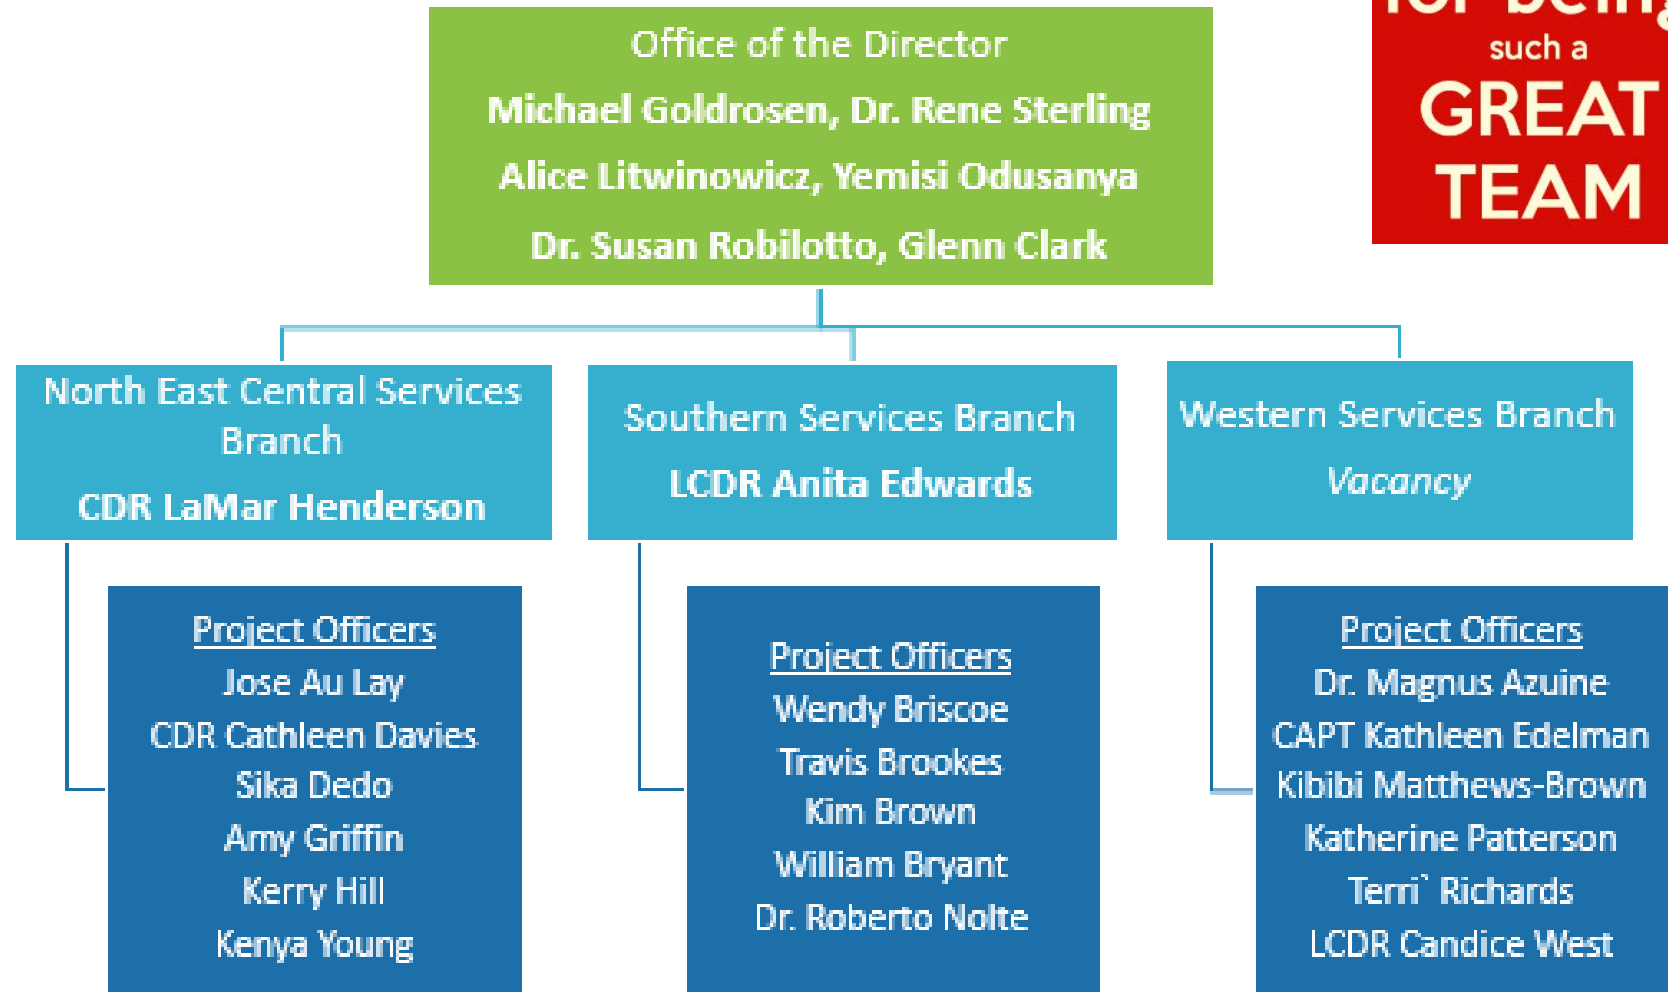 Office of the Director
Michael Goldrosen, Dr. Rene Sterling
Alice Litwinowicz, Yemisi Odusanya
Dr. Susan Robilotto, Glenn Clark
for being
such a
GREAT
TEAM
North East Central Services
Branch
CDR LaMar Henderson
Southern Services Branch
LCDR Anita Edwards
Western Services Branch
Vacancy
Project Officers
Jose Au Lay
CDR Cathleen Davies
Sika Dedo
Amy Griffin
Kerry Hill
Kenya Young
Project Officers
Wendy Briscoe
Travis Brookes
Kim Brown
William Bryant
Dr. Roberto Nolte
Project Officers
Dr. Magnus Azuine
CAPT Kathleen Edelman
Kibibi Matthews-Brown
Katherine Patterson
Terri` Richards
LCDR Candice West